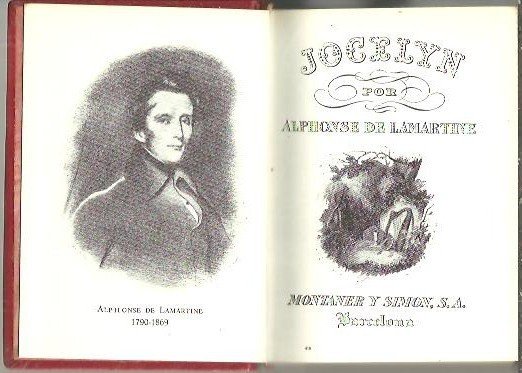 ALPHONSE DE LAMARTINE
1790-1869
JOCELYN
POR
ALPHONSE DE LAMARTINE
MONTANER Y SIMON, S. A.
Barcelona